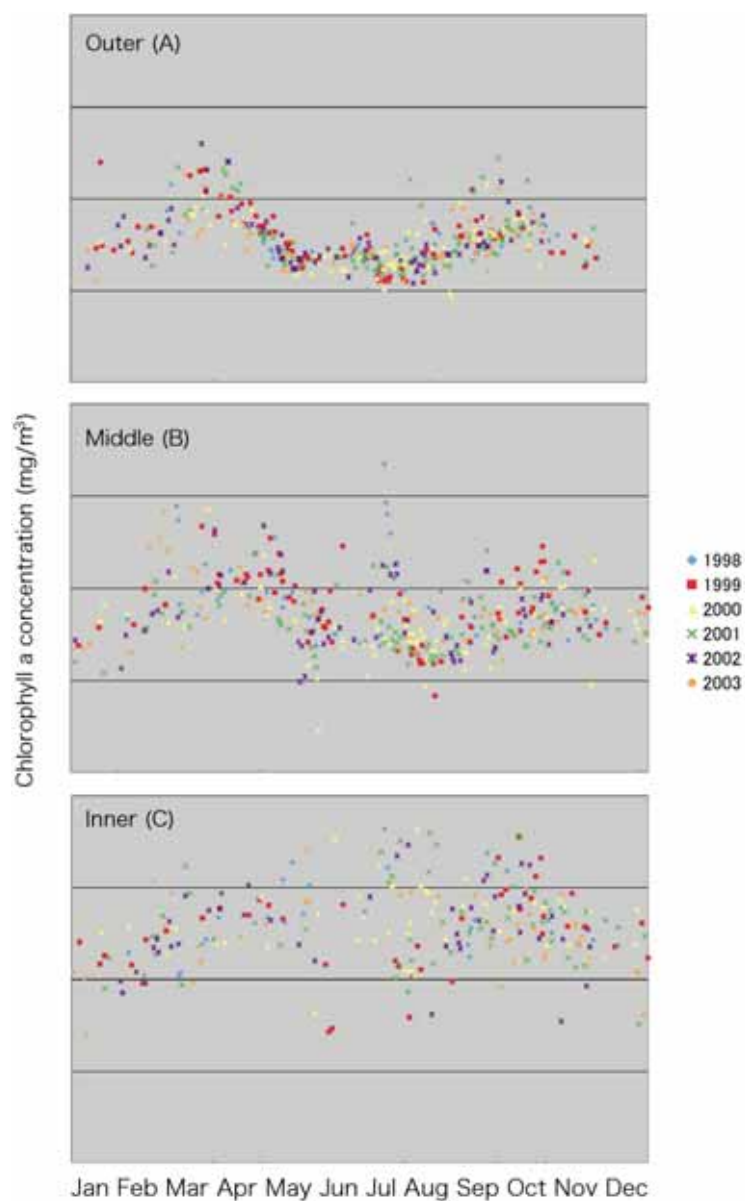 Outer (A)
Middle (B)
Inner (C)
Chlorophyll a concentration (mg/m³)
1998
1999
2000
2001
2002
2003
Jan Feb Mar Apr May Jun Jul Aug Sep Oct Nov Dec